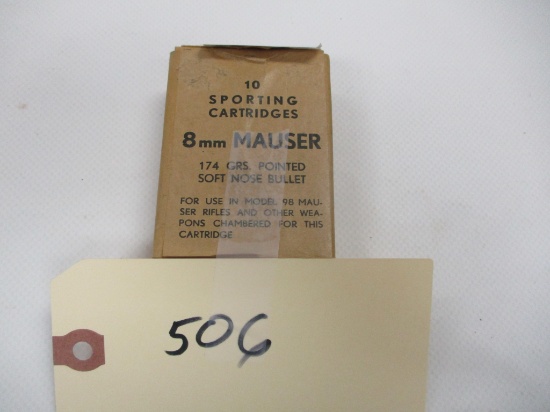 10
SPORTING
CARTRIDGES
8mm MAUSER
174 GRS. POINTED
SOFT NOSE BULLET
FOR USE IN MODEL 98 MAU-
SER RIFLES AND OTHER WEA-
PONS CHAMBERED FOR THIS
CARTRIDGE
506